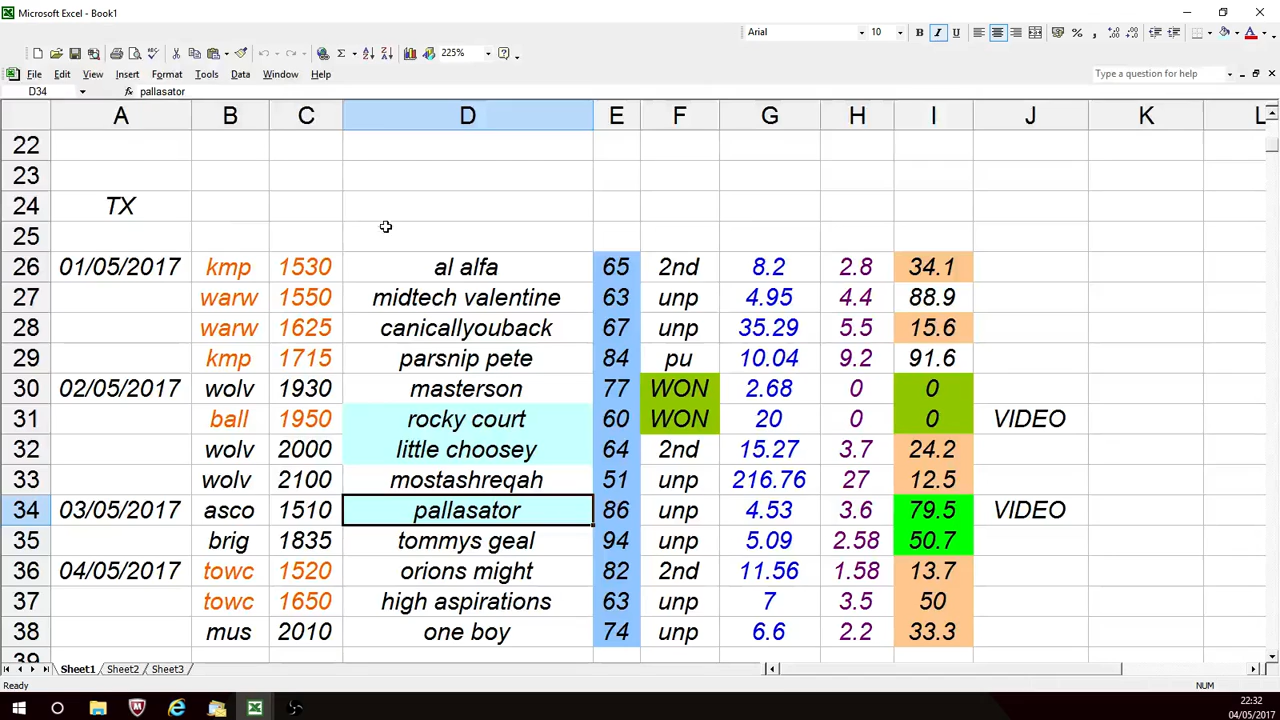 Microsoft Excel - Book1
Arial 10 B I U
225%
File Edit View Insert Format Tools Data Window Help Type a question for help
D34 fx pallasator
A B C D E F G H I J K L
22
23
24 TX
25
26 01/05/2017 kmp 1530 al alfa 65 2nd 8.2 2.8 34.1
27 warw 1550 midtech valentine 63 unp 4.95 4.4 88.9
28 warw 1625 canicallyouback 67 unp 35.29 5.5 15.6
29 kmp 1715 parsnip pete 84 pu 10.04 9.2 91.6
30 02/05/2017 wolv 1930 masterson 77 WON 2.68 0 0
31 ball 1950 rocky court 60 WON 20 0 0 VIDEO
32 wolv 2000 little choosey 64 2nd 15.27 3.7 24.2
33 wolv 2100 mostashreqah 51 unp 216.76 27 12.5
34 03/05/2017 asco 1510 pallasator 86 unp 4.53 3.6 79.5 VIDEO
35 brig 1835 tommys geal 94 unp 5.09 2.58 50.7
36 04/05/2017 towc 1520 orions might 82 2nd 11.56 1.58 13.7
37 towc 1650 high aspirations 63 unp 7 3.5 50
38 mus 2010 one boy 74 unp 6.6 2.2 33.3
39
Sheet1 Sheet2 Sheet3
Ready NUM
22:32
04/05/2017